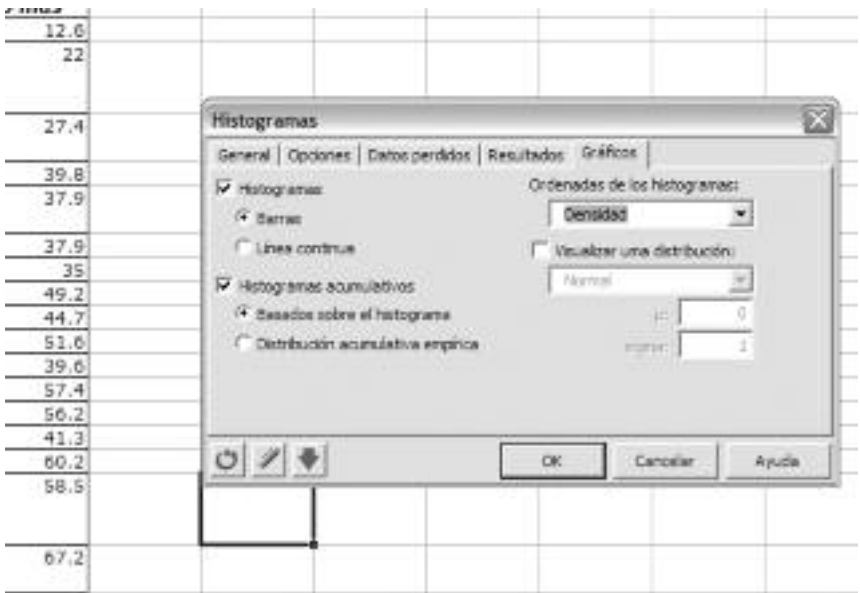 12.6
22
27.4
39.8
37.9
37.9
35
49.2
44.7
51.6
39.6
57.4
56.2
41.3
60.2
58.5
67.2
Histogramas
General | Opciones | Datos perdidos | Resultados | Gráficos
Histogramas
Barras
Línea continua
Histogramas acumulativos
Basados sobre el histograma
Distribución acumulativa empírica
Ordenadas de los histogramas:
Densidad
Visualizar uma distribución:
Normal
0
1
OK Cancelar Ayuda